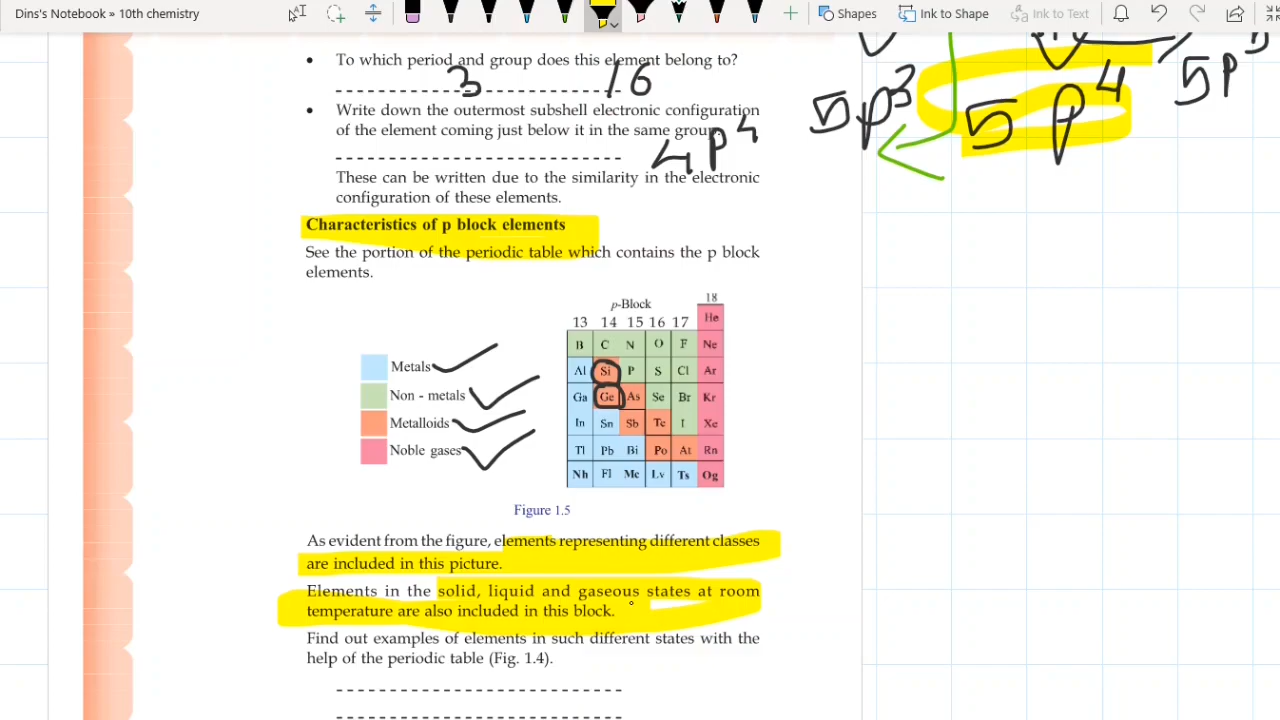 Dins's Notebook » 10th chemistry
Shapes
Ink to Shape
Ink to Text
• To which period and group does this element belong to?
3 16
• Write down the outermost subshell electronic configuration
of the element coming just below it in the same group.
4p⁴
5p³ 5p⁴ 5p⁵
These can be written due to the similarity in the electronic
configuration of these elements.
Characteristics of p block elements
See the portion of the periodic table which contains the p block
elements.
p-Block
18
13 14 15 16 17 He
B C N O F Ne
Al Si P S Cl Ar
Ga Ge As Se Br Kr
In Sn Sb Te I Xe
Tl Pb Bi Po At Rn
Nh Fl Mc Lv Ts Og
Metals
Non - metals
Metalloids
Noble gases
Figure 1.5
As evident from the figure, elements representing different classes
are included in this picture.
Elements in the solid, liquid and gaseous states at room
temperature are also included in this block.
Find out examples of elements in such different states with the
help of the periodic table (Fig. 1.4).